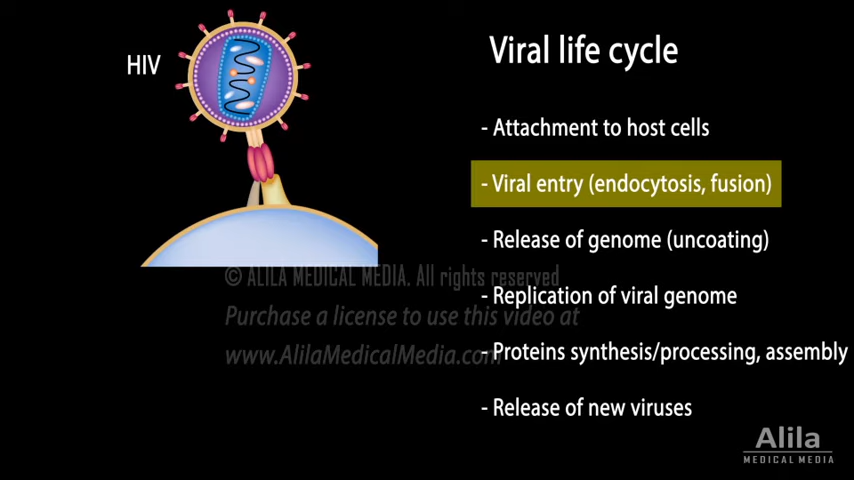 HIV
Viral life cycle
- Attachment to host cells
- Viral entry (endocytosis, fusion)
- Release of genome (uncoating)
- Replication of viral genome
- Proteins synthesis/processing, assembly
- Release of new viruses
© ALILA MEDICAL MEDIA. All rights reserved
Purchase a license to use this video at
www.AlilaMedicalMedia.com
Alila
MEDICAL MEDIA